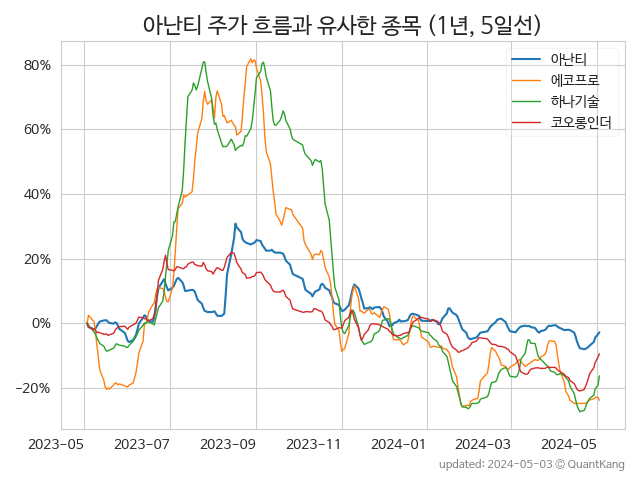 아난티 주가 흐름과 유사한 종목 (1년, 5일선)
아난티
에코프로
하나기술
코오롱인더
80%
60%
40%
20%
0%
−20%
2023-05 2023-07 2023-09 2023-11 2024-01 2024-03 2024-05
updated: 2024-05-03 © QuantKang